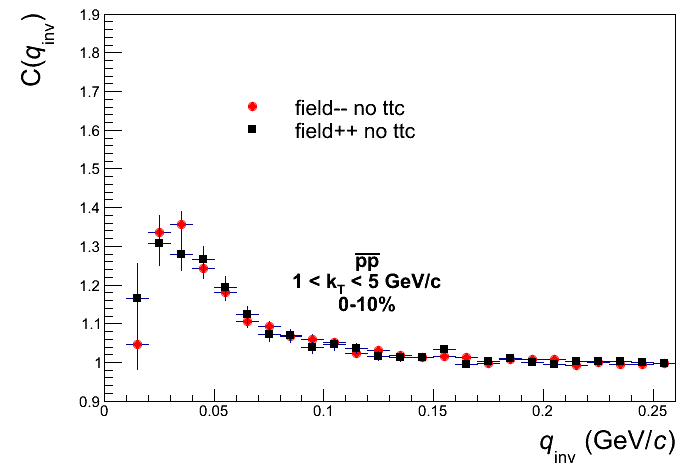 C(q_inv)
1.9
1.8
1.7
1.6
1.5
1.4
1.3
1.2
1.1
1
0.9
field-- no ttc
field++ no ttc
p̅p̅
1 < k_T < 5 GeV/c
0-10%
0 0.05 0.1 0.15 0.2 0.25
q_inv (GeV/c)